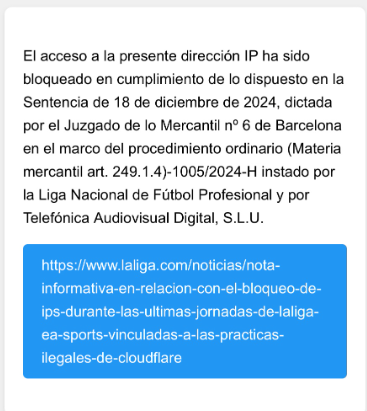 El acceso a la presente dirección IP ha sido
bloqueado en cumplimiento de lo dispuesto en la
Sentencia de 18 de diciembre de 2024, dictada
por el Juzgado de lo Mercantil nº 6 de Barcelona
en el marco del procedimiento ordinario (Materia
mercantil art. 249.1.4)-1005/2024-H instado por
la Liga Nacional de Fútbol Profesional y por
Telefónica Audiovisual Digital, S.L.U.
https://www.laliga.com/noticias/nota-
informativa-en-relacion-con-el-bloqueo-de-
ips-durante-las-ultimas-jornadas-de-laliga-
ea-sports-vinculadas-a-las-practicas-
ilegales-de-cloudflare